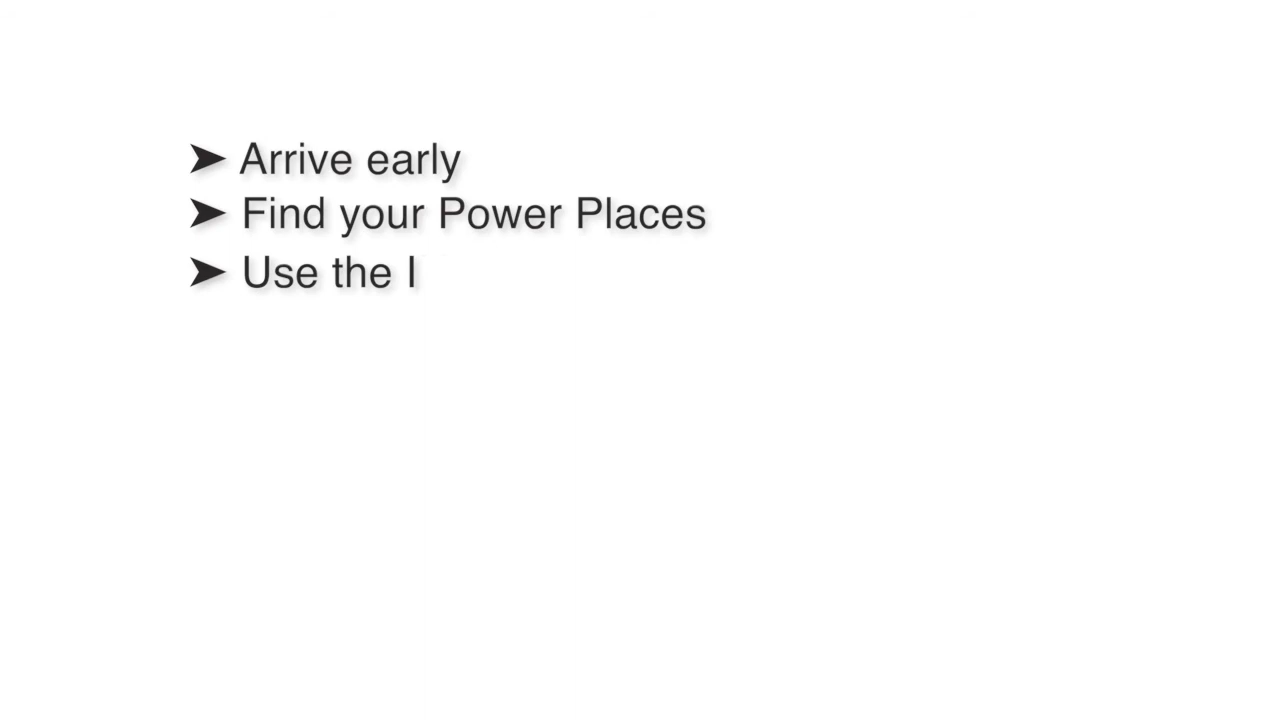 ➤ Arrive early
➤ Find your Power Places
➤ Use the I